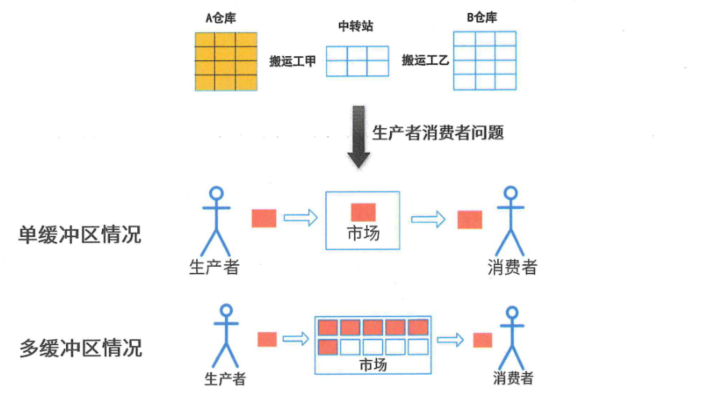 A仓库
中转站
B仓库
搬运工甲
搬运工乙
生产者消费者问题
单缓冲区情况
市场
生产者
消费者
多缓冲区情况
市场
生产者
消费者